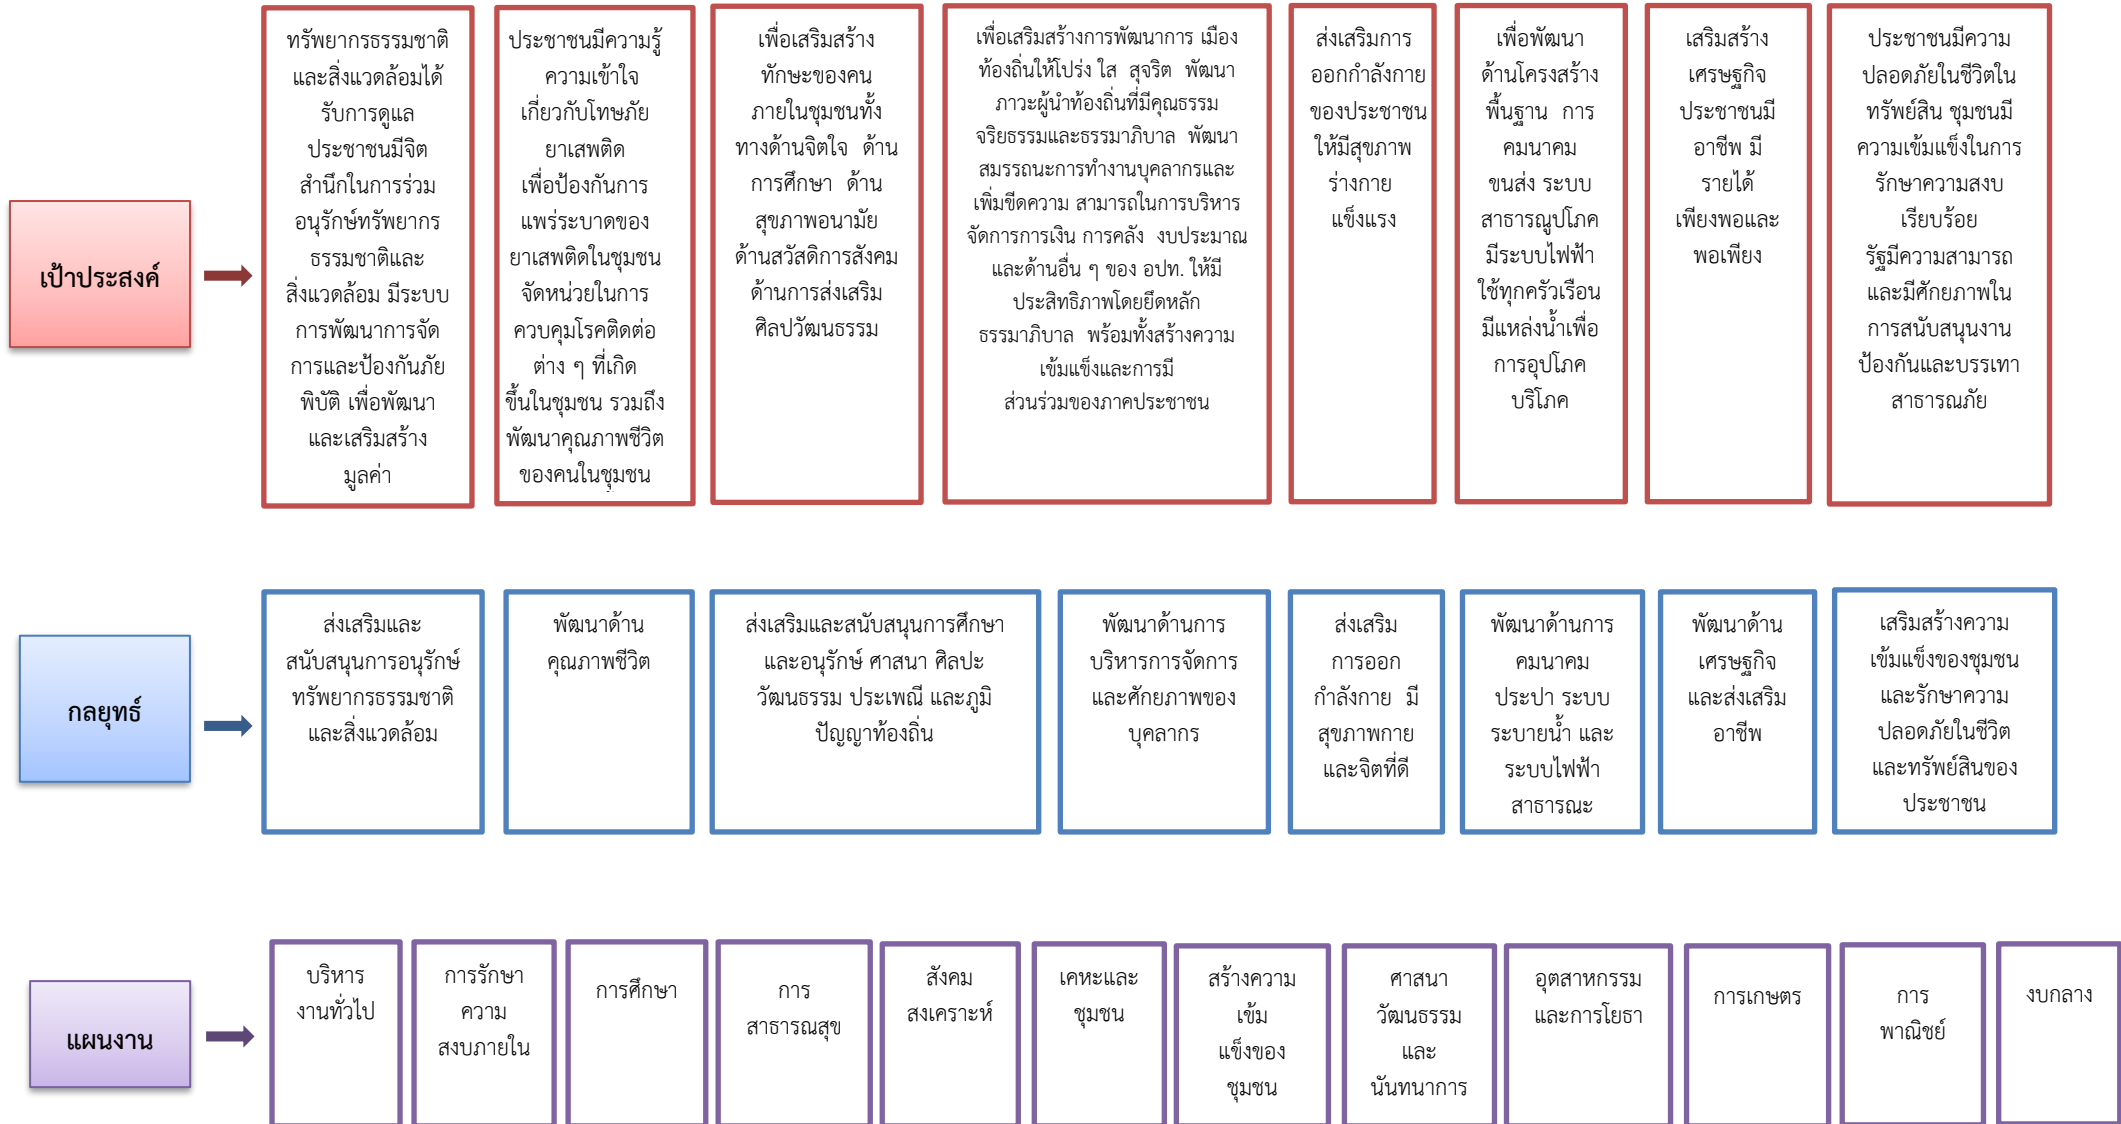 เป้าประสงค์
ทรัพยากรธรรมชาติ
และสิ่งแวดล้อมได้
รับการดูแล
ประชาชนมีจิต
สำนึกในการร่วม
อนุรักษ์ทรัพยากร
ธรรมชาติและ
สิ่งแวดล้อม มีระบบ
การพัฒนาการจัด
การและป้องกันภัย
พิบัติ เพื่อพัฒนา
และเสริมสร้าง
มูลค่า
ประชาชนมีความรู้
ความเข้าใจ
เกี่ยวกับโทษภัย
ยาเสพติด
เพื่อป้องกันการ
แพร่ระบาดของ
ยาเสพติดในชุมชน
จัดหน่วยในการ
ควบคุมโรคติดต่อ
ต่าง ๆ ที่เกิด
ขึ้นในชุมชน รวมถึง
พัฒนาคุณภาพชีวิต
ของคนในชุมชน
เพื่อเสริมสร้าง
ทักษะของคน
ภายในชุมชนทั้ง
ทางด้านจิตใจ ด้าน
การศึกษา ด้าน
สุขภาพอนามัย
ด้านสวัสดิการสังคม
ด้านการส่งเสริม
ศิลปวัฒนธรรม
เพื่อเสริมสร้างการพัฒนาการ เมือง
ท้องถิ่นให้โปร่ง ใส สุจริต พัฒนา
ภาวะผู้นำท้องถิ่นที่มีคุณธรรม
จริยธรรมและธรรมาภิบาล พัฒนา
สมรรถนะการทำงานบุคลากรและ
เพิ่มขีดความ สามารถในการบริหาร
จัดการการเงิน การคลัง งบประมาณ
และด้านอื่น ๆ ของ อปท. ให้มี
ประสิทธิภาพโดยยึดหลัก
ธรรมาภิบาล พร้อมทั้งสร้างความ
เข้มแข็งและการมี
ส่วนร่วมของภาคประชาชน
ส่งเสริมการ
ออกกำลังกาย
ของประชาชน
ให้มีสุขภาพ
ร่างกาย
แข็งแรง
เพื่อพัฒนา
ด้านโครงสร้าง
พื้นฐาน การ
คมนาคม
ขนส่ง ระบบ
สาธารณูปโภค
มีระบบไฟฟ้า
ใช้ทุกครัวเรือน
มีแหล่งน้ำเพื่อ
การอุปโภค
บริโภค
เสริมสร้าง
เศรษฐกิจ
ประชาชนมี
อาชีพ มี
รายได้
เพียงพอและ
พอเพียง
ประชาชนมีความ
ปลอดภัยในชีวิตใน
ทรัพย์สิน ชุมชนมี
ความเข้มแข็งในการ
รักษาความสงบ
เรียบร้อย
รัฐมีความสามารถ
และมีศักยภาพใน
การสนับสนุนงาน
ป้องกันและบรรเทา
สาธารณภัย
กลยุทธ์
ส่งเสริมและ
สนับสนุนการอนุรักษ์
ทรัพยากรธรรมชาติ
และสิ่งแวดล้อม
พัฒนาด้าน
คุณภาพชีวิต
ส่งเสริมและสนับสนุนการศึกษา
และอนุรักษ์ ศาสนา ศิลปะ
วัฒนธรรม ประเพณี และภูมิ
ปัญญาท้องถิ่น
พัฒนาด้านการ
บริหารการจัดการ
และศักยภาพของ
บุคลากร
ส่งเสริม
การออก
กำลังกาย มี
สุขภาพกาย
และจิตที่ดี
พัฒนาด้านการ
คมนาคม
ประปา ระบบ
ระบายน้ำ และ
ระบบไฟฟ้า
สาธารณะ
พัฒนาด้าน
เศรษฐกิจ
และส่งเสริม
อาชีพ
เสริมสร้างความ
เข้มแข็งของชุมชน
และรักษาความ
ปลอดภัยในชีวิต
และทรัพย์สินของ
ประชาชน
แผนงาน
บริหาร
งานทั่วไป
การรักษา
ความ
สงบภายใน
การศึกษา
การ
สาธารณสุข
สังคม
สงเคราะห์
เคหะและ
ชุมชน
สร้างความ
เข้ม
แข็งของ
ชุมชน
ศาสนา
วัฒนธรรม
และ
นันทนาการ
อุตสาหกรรม
และการโยธา
การเกษตร
การ
พาณิชย์
งบกลาง